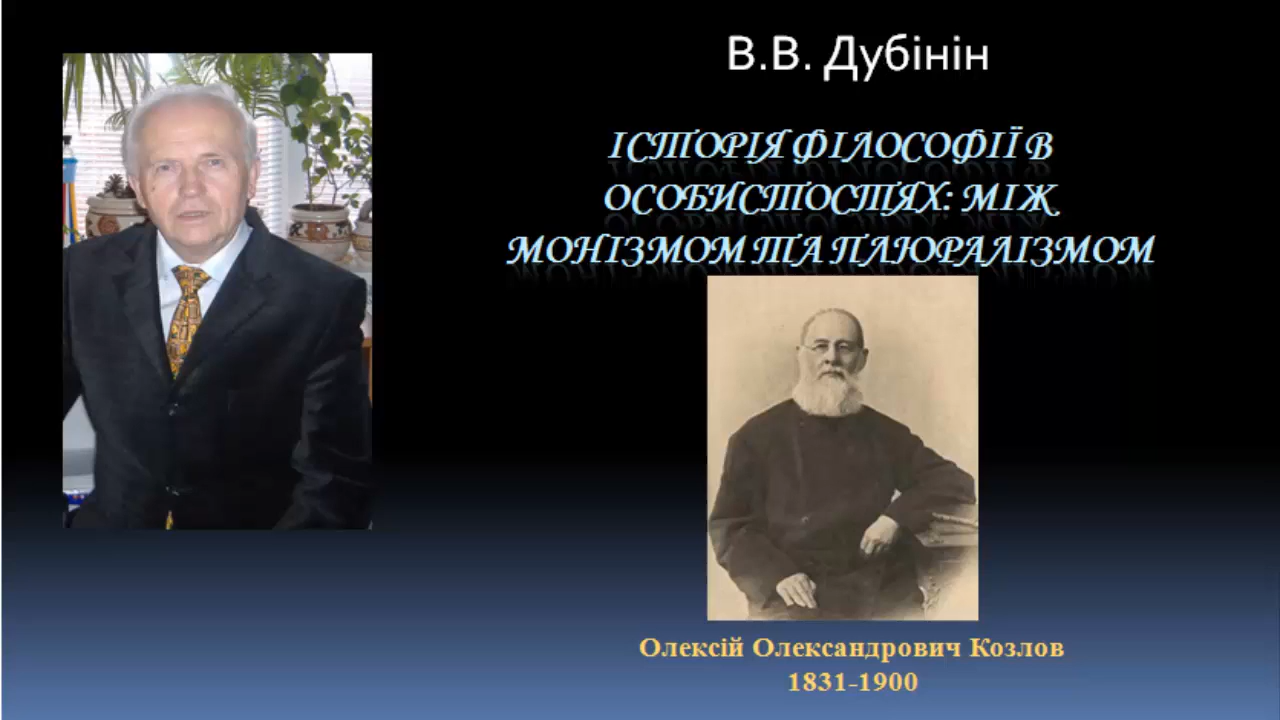 В.В. Дубінін
ІСТОРІЯ ФІЛОСОФІЇ В
ОСОБИСТОСТЯХ: МІЖ
МОНІЗМОМ ТА ПЛЮРАЛІЗМОМ
Олексій Олександрович Козлов
1831-1900